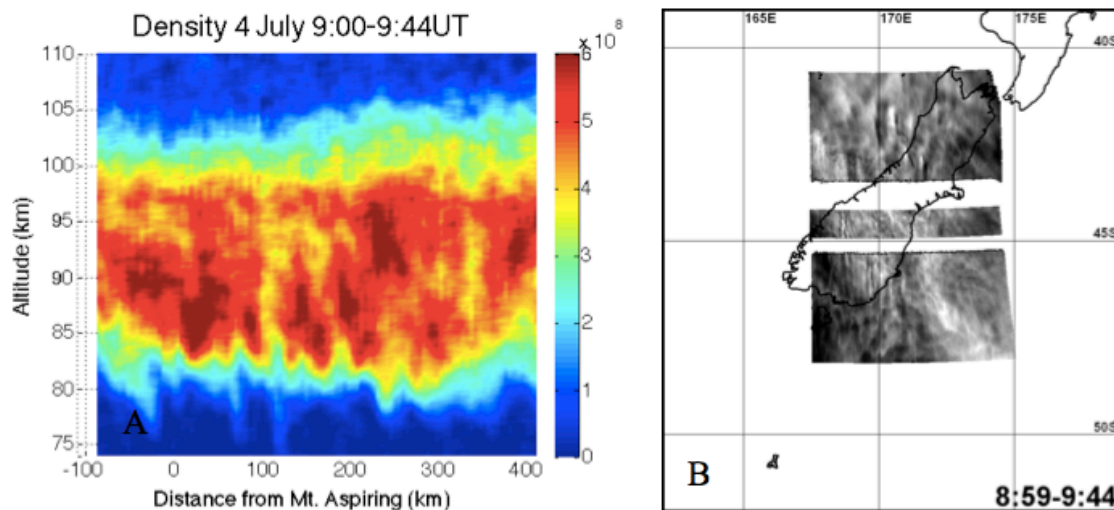 Density 4 July 9:00-9:44UT
x 10⁸
110
105
100
95
90
85
80
75
Altitude (km)
-100 0 100 200 300 400
Distance from Mt. Aspiring (km)
6
5
4
3
2
1
0
A
165E 170E 175E
40S
45S
50S
B
8:59-9:44